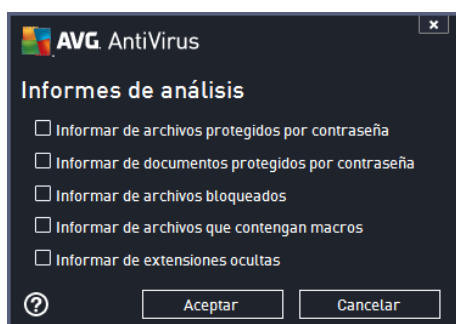 x
AVG AntiVirus
Informes de análisis
Informar de archivos protegidos por contraseña
Informar de documentos protegidos por contraseña
Informar de archivos bloqueados
Informar de archivos que contengan macros
Informar de extensiones ocultas
? Aceptar Cancelar